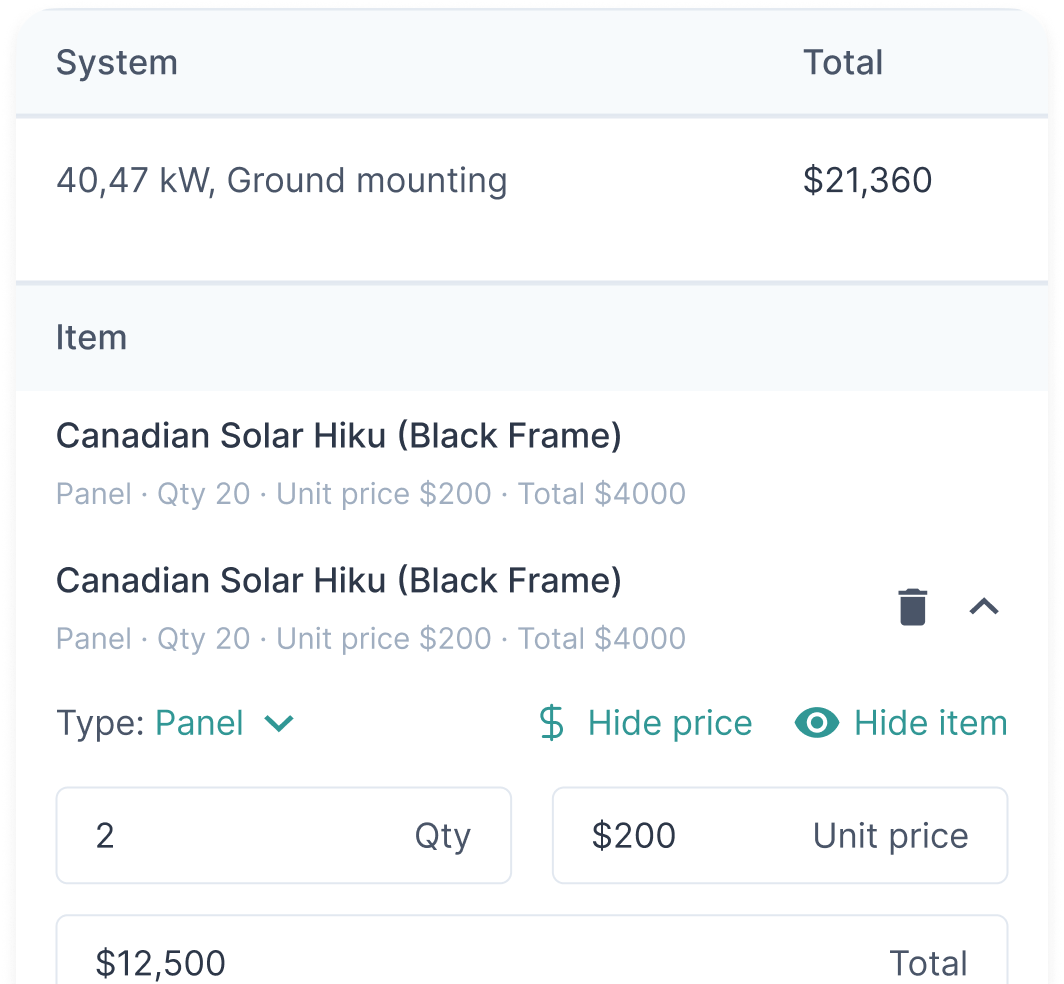 System Total
40,47 kW, Ground mounting $21,360
Item
Canadian Solar Hiku (Black Frame)
Panel · Qty 20 · Unit price $200 · Total $4000
Canadian Solar Hiku (Black Frame)
Panel · Qty 20 · Unit price $200 · Total $4000
Type: Panel $ Hide price Hide item
2 Qty $200 Unit price
$12,500 Total